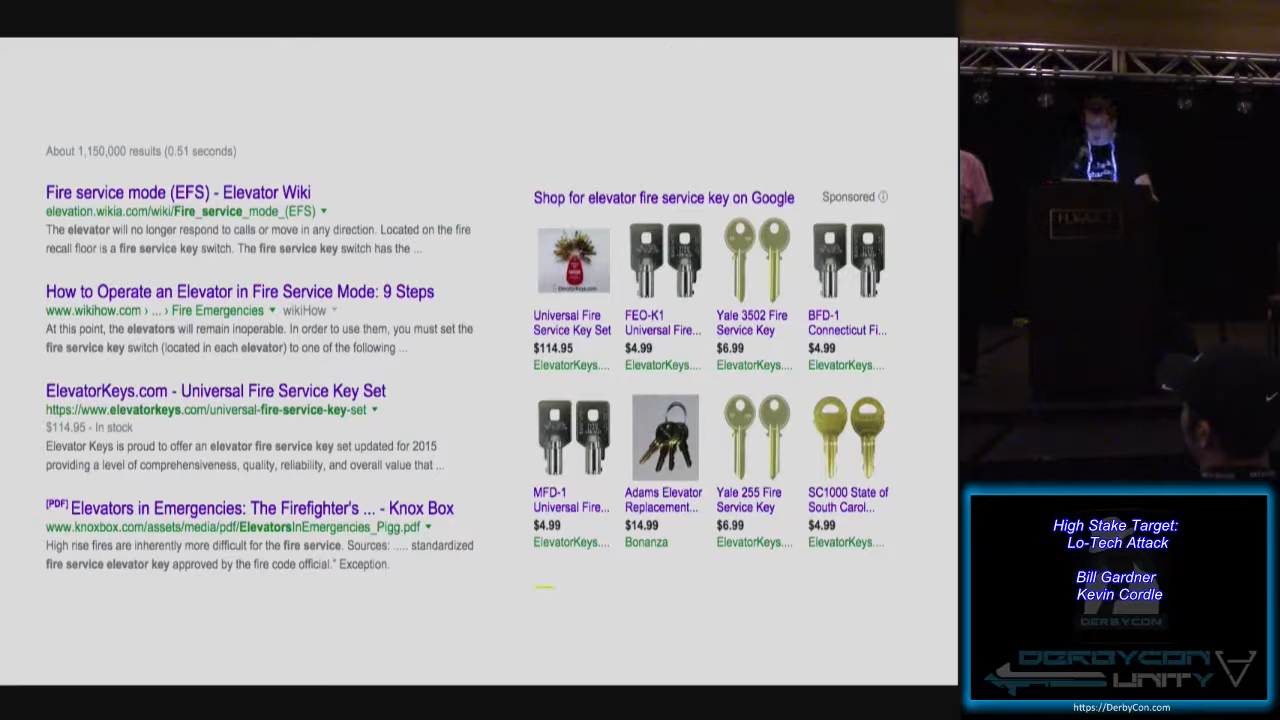 About 1,150,000 results (0.51 seconds)
Fire service mode (EFS) - Elevator Wiki
elevation.wikia.com/wiki/Fire_service_mode_(EFS)
The elevator will no longer respond to calls or move in any direction. Located on the fire
recall floor is a fire service key switch. The fire service key switch has the ...
How to Operate an Elevator in Fire Service Mode: 9 Steps
www.wikihow.com › ... › Fire Emergencies wikiHow
At this point, the elevators will remain inoperable. In order to use them, you must set the
fire service key switch (located in each elevator) to one of the following ...
ElevatorKeys.com - Universal Fire Service Key Set
https://www.elevatorkeys.com/universal-fire-service-key-set
$114.95 - In stock
Elevator Keys is proud to offer an elevator fire service key set updated for 2015
providing a level of comprehensiveness, quality, reliability, and overall value that ...
[PDF] Elevators in Emergencies: The Firefighter's ... - Knox Box
www.knoxbox.com/assets/media/pdf/ElevatorsInEmergencies_Pigg.pdf
High rise fires are inherently more difficult for the fire service. Sources: ..... standardized
fire service elevator key approved by the fire code official." Exception.
Shop for elevator fire service key on Google Sponsored
Universal Fire
Service Key Set
$114.95
ElevatorKeys....
FEO-K1
Universal Fire...
$4.99
ElevatorKeys....
Yale 3502 Fire
Service Key
$6.99
ElevatorKeys....
BFD-1
Connecticut Fi...
$4.99
ElevatorKeys....
MFD-1
Universal Fire...
$4.99
ElevatorKeys....
Adams Elevator
Replacement...
$14.99
Bonanza
Yale 255 Fire
Service Key
$6.99
ElevatorKeys....
SC1000 State of
South Carol...
$4.99
ElevatorKeys....
High Stake Target:
Lo-Tech Attack
Bill Gardner
Kevin Cordle
DERBYCON
DERBYCON
UNITY
https://DerbyCon.com